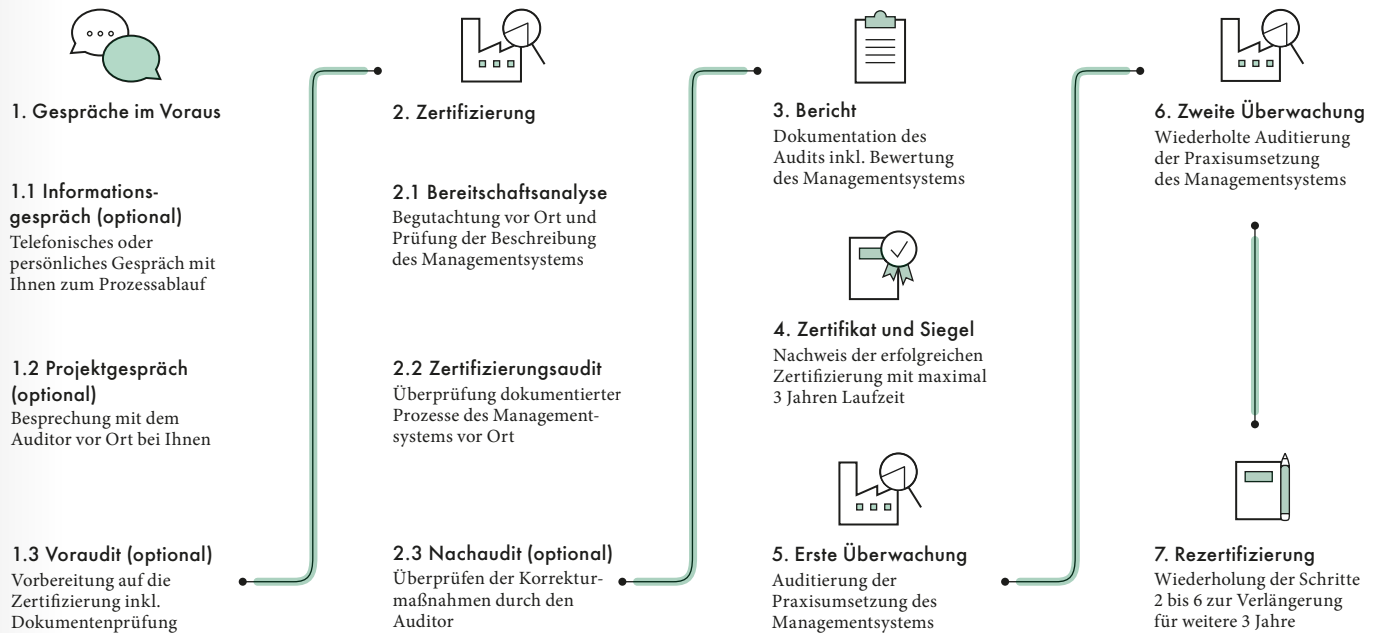 1. Gespräche im Voraus
1.1 Informations-
gespräch (optional)
Telefonisches oder
persönliches Gespräch mit
Ihnen zum Prozessablauf
1.2 Projektgespräch
(optional)
Besprechung mit dem
Auditor vor Ort bei Ihnen
1.3 Voraudit (optional)
Vorbereitung auf die
Zertifizierung inkl.
Dokumentenprüfung
2. Zertifizierung
2.1 Bereitschaftsanalyse
Begutachtung vor Ort und
Prüfung der Beschreibung
des Managementsystems
2.2 Zertifizierungsaudit
Überprüfung dokumentierter
Prozesse des Management-
systems vor Ort
2.3 Nachaudit (optional)
Überprüfen der Korrektur-
maßnahmen durch den
Auditor
3. Bericht
Dokumentation des
Audits inkl. Bewertung
des Managementsystems
4. Zertifikat und Siegel
Nachweis der erfolgreichen
Zertifizierung mit maximal
3 Jahren Laufzeit
5. Erste Überwachung
Auditierung der
Praxisumsetzung des
Managementsystems
6. Zweite Überwachung
Wiederholte Auditierung
der Praxisumsetzung
des Managementsystems
7. Rezertifizierung
Wiederholung der Schritte
2 bis 6 zur Verlängerung
für weitere 3 Jahre